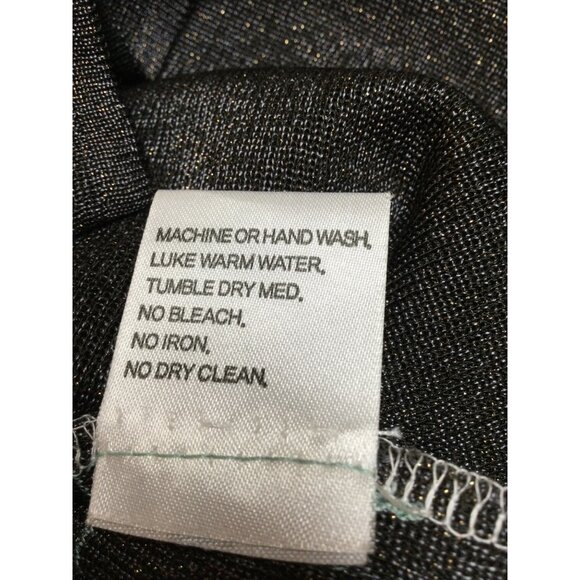 MACHINE OR HAND WASH.
LUKE WARM WATER.
TUMBLE DRY MED.
NO BLEACH.
NO IRON.
NO DRY CLEAN.